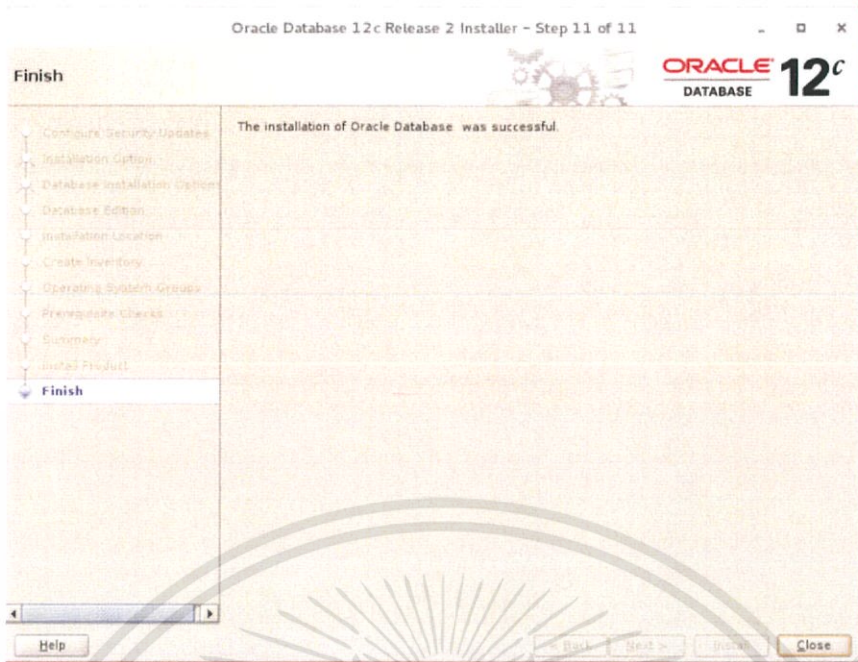 Oracle Database 12c Release 2 Installer - Step 11 of 11
Finish
ORACLE
DATABASE
12c
Configure Security Updates
Installation Option
Database Installation Options
Database Edition
Installation Location
Create Inventory
Operating System Groups
Prerequisite Checks
Summary
Install Product
Finish
The installation of Oracle Database was successful.
Help
< Back
Next >
Install
Close